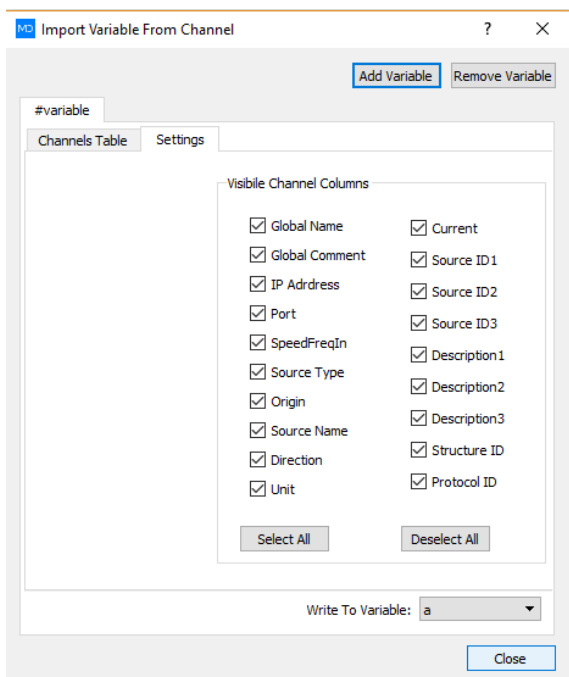 MD Import Variable From Channel ? ×
Add Variable Remove Variable
#variable
Channels Table Settings
Visibile Channel Columns
Global Name
Global Comment
IP Adrdress
Port
SpeedFreqIn
Source Type
Origin
Source Name
Direction
Unit
Current
Source ID1
Source ID2
Source ID3
Description1
Description2
Description3
Structure ID
Protocol ID
Select All Deselect All
Write To Variable: a
Close